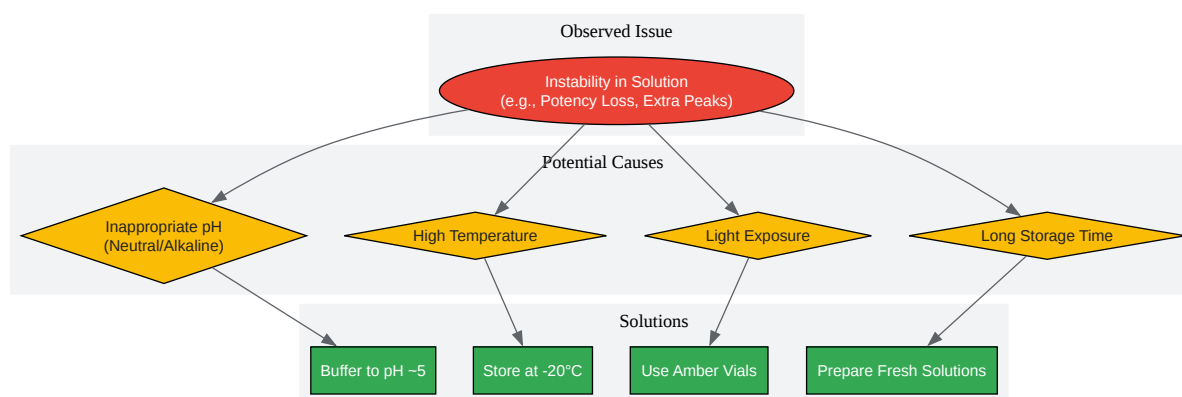 Observed Issue
Instability in Solution
(e.g., Potency Loss, Extra Peaks)
Potential Causes
Inappropriate pH
(Neutral/Alkaline)
High Temperature
Light Exposure
Long Storage Time
Solutions
Buffer to pH ~5
Store at -20°C
Use Amber Vials
Prepare Fresh Solutions